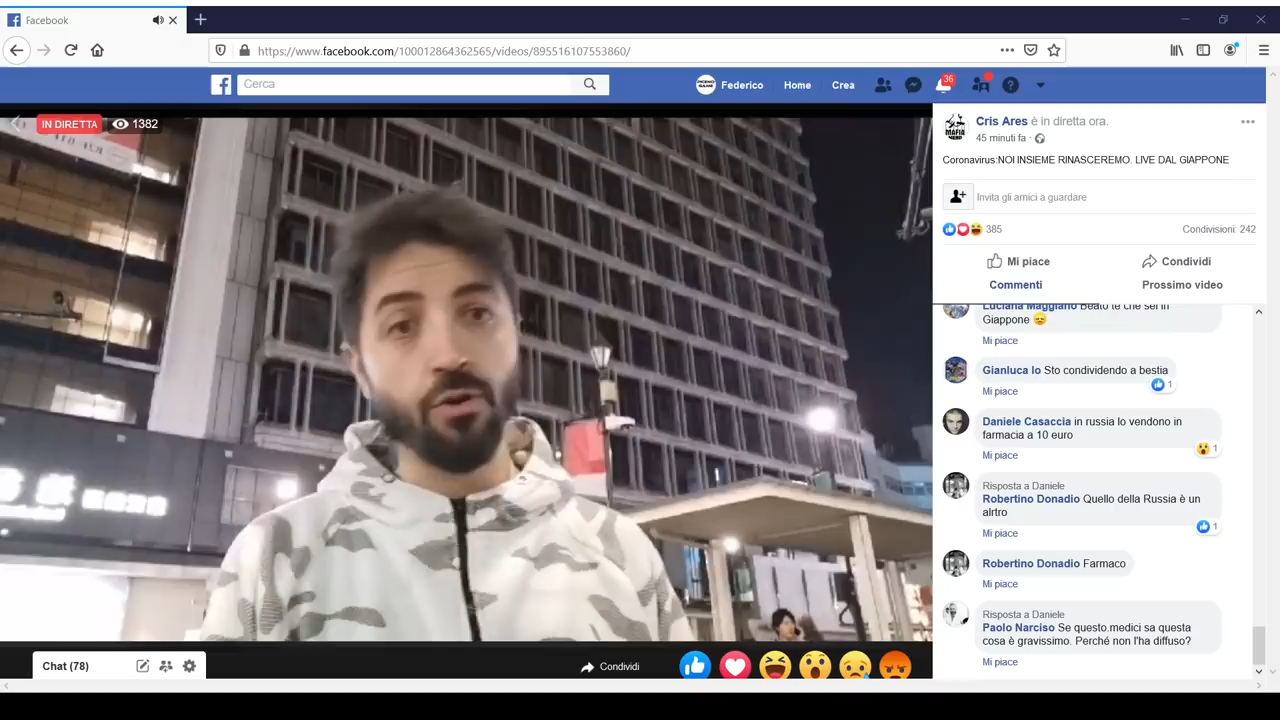 Facebook
https://www.facebook.com/100012864362565/videos/895516107553860/
Cerca
Federico
Home
Crea
36
IN DIRETTA
1382
MAFIA
Cris Ares è in diretta ora.
45 minuti fa ·
Coronavirus:NOI INSIEME RINASCEREMO. LIVE DAL GIAPPONE
Invita gli amici a guardare
385
Condivisioni: 242
Mi piace
Condividi
Commenti
Prossimo video
Luciana Maggiano Beato te che sei in
Giappone 😞
Mi piace
Gianluca Io Sto condividendo a bestia
1
Mi piace
Daniele Casaccia in russia lo vendono in
farmacia a 10 euro
1
Mi piace
Risposta a Daniele
Robertino Donadio Quello della Russia è un
alrtro
1
Mi piace
Robertino Donadio Farmaco
Mi piace
Risposta a Daniele
Paolo Narciso Se questo.medici sa questa
cosa è gravissimo. Perché non l'ha diffuso?
Mi piace
Chat (78)
Condividi